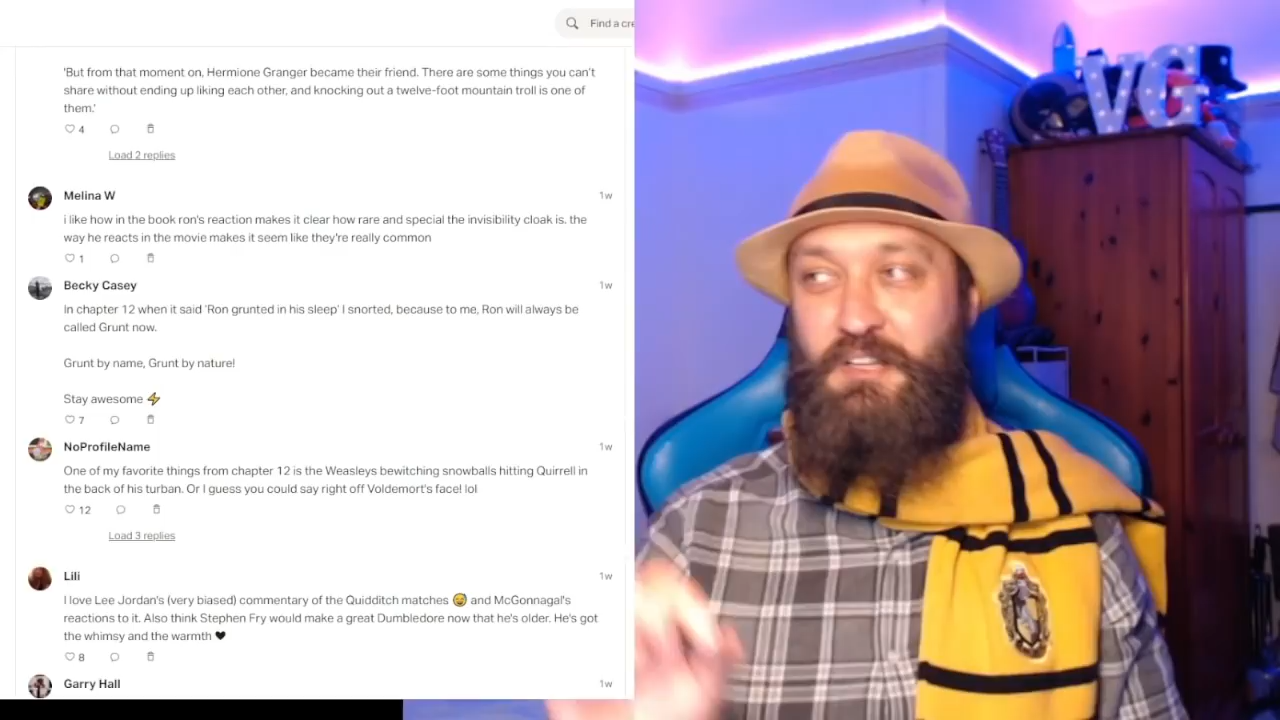 Find a cre
VG
'But from that moment on, Hermione Granger became their friend. There are some things you can't
share without ending up liking each other, and knocking out a twelve-foot mountain troll is one of
them.'
4
Load 2 replies
Melina W
1w
i like how in the book ron's reaction makes it clear how rare and special the invisibility cloak is. the
way he reacts in the movie makes it seem like they're really common
1
Becky Casey
1w
In chapter 12 when it said 'Ron grunted in his sleep' I snorted, because to me, Ron will always be
called Grunt now.
Grunt by name, Grunt by nature!
Stay awesome ⚡
7
NoProfileName
1w
One of my favorite things from chapter 12 is the Weasleys bewitching snowballs hitting Quirrell in
the back of his turban. Or I guess you could say right off Voldemort's face! lol
12
Load 3 replies
Lili
1w
I love Lee Jordan's (very biased) commentary of the Quidditch matches 😅 and McGonnagal's
reactions to it. Also think Stephen Fry would make a great Dumbledore now that he's older. He's got
the whimsy and the warmth ♥
8
Garry Hall
1w